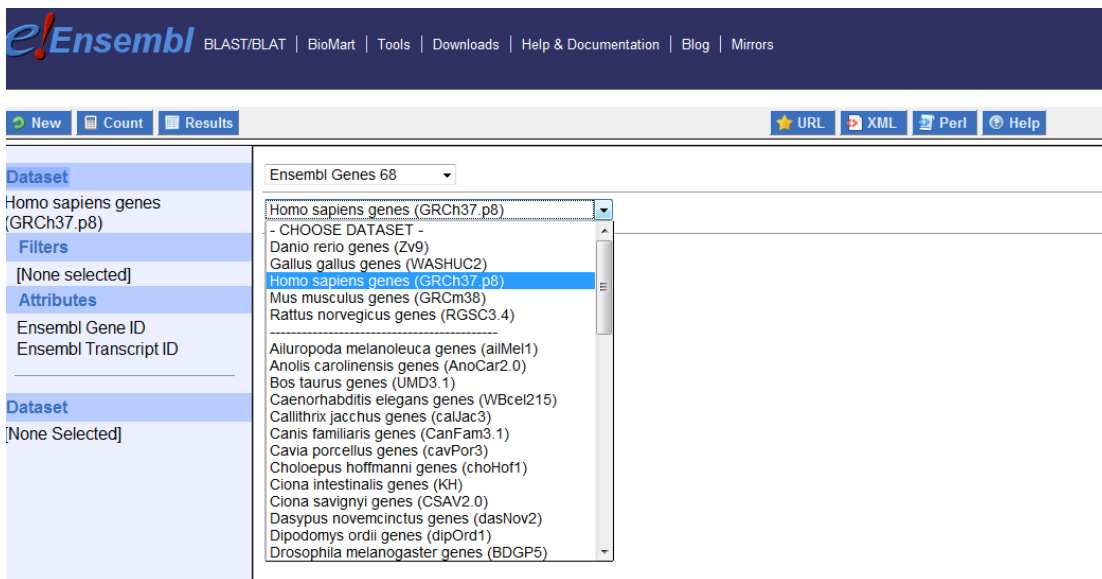 e!Ensembl BLAST/BLAT | BioMart | Tools | Downloads | Help & Documentation | Blog | Mirrors
New Count Results URL XML Perl Help
Dataset
Homo sapiens genes
(GRCh37.p8)
Filters
[None selected]
Attributes
Ensembl Gene ID
Ensembl Transcript ID
Dataset
[None Selected]
Ensembl Genes 68
Homo sapiens genes (GRCh37.p8)
- CHOOSE DATASET -
Danio rerio genes (Zv9)
Gallus gallus genes (WASHUC2)
Homo sapiens genes (GRCh37.p8)
Mus musculus genes (GRCm38)
Rattus norvegicus genes (RGSC3.4)
-------------------------------------------
Ailuropoda melanoleuca genes (ailMel1)
Anolis carolinensis genes (AnoCar2.0)
Bos taurus genes (UMD3.1)
Caenorhabditis elegans genes (WBcel215)
Callithrix jacchus genes (calJac3)
Canis familiaris genes (CanFam3.1)
Cavia porcellus genes (cavPor3)
Choloepus hoffmanni genes (choHof1)
Ciona intestinalis genes (KH)
Ciona savignyi genes (CSAV2.0)
Dasypus novemcinctus genes (dasNov2)
Dipodomys ordii genes (dipOrd1)
Drosophila melanogaster genes (BDGP5)